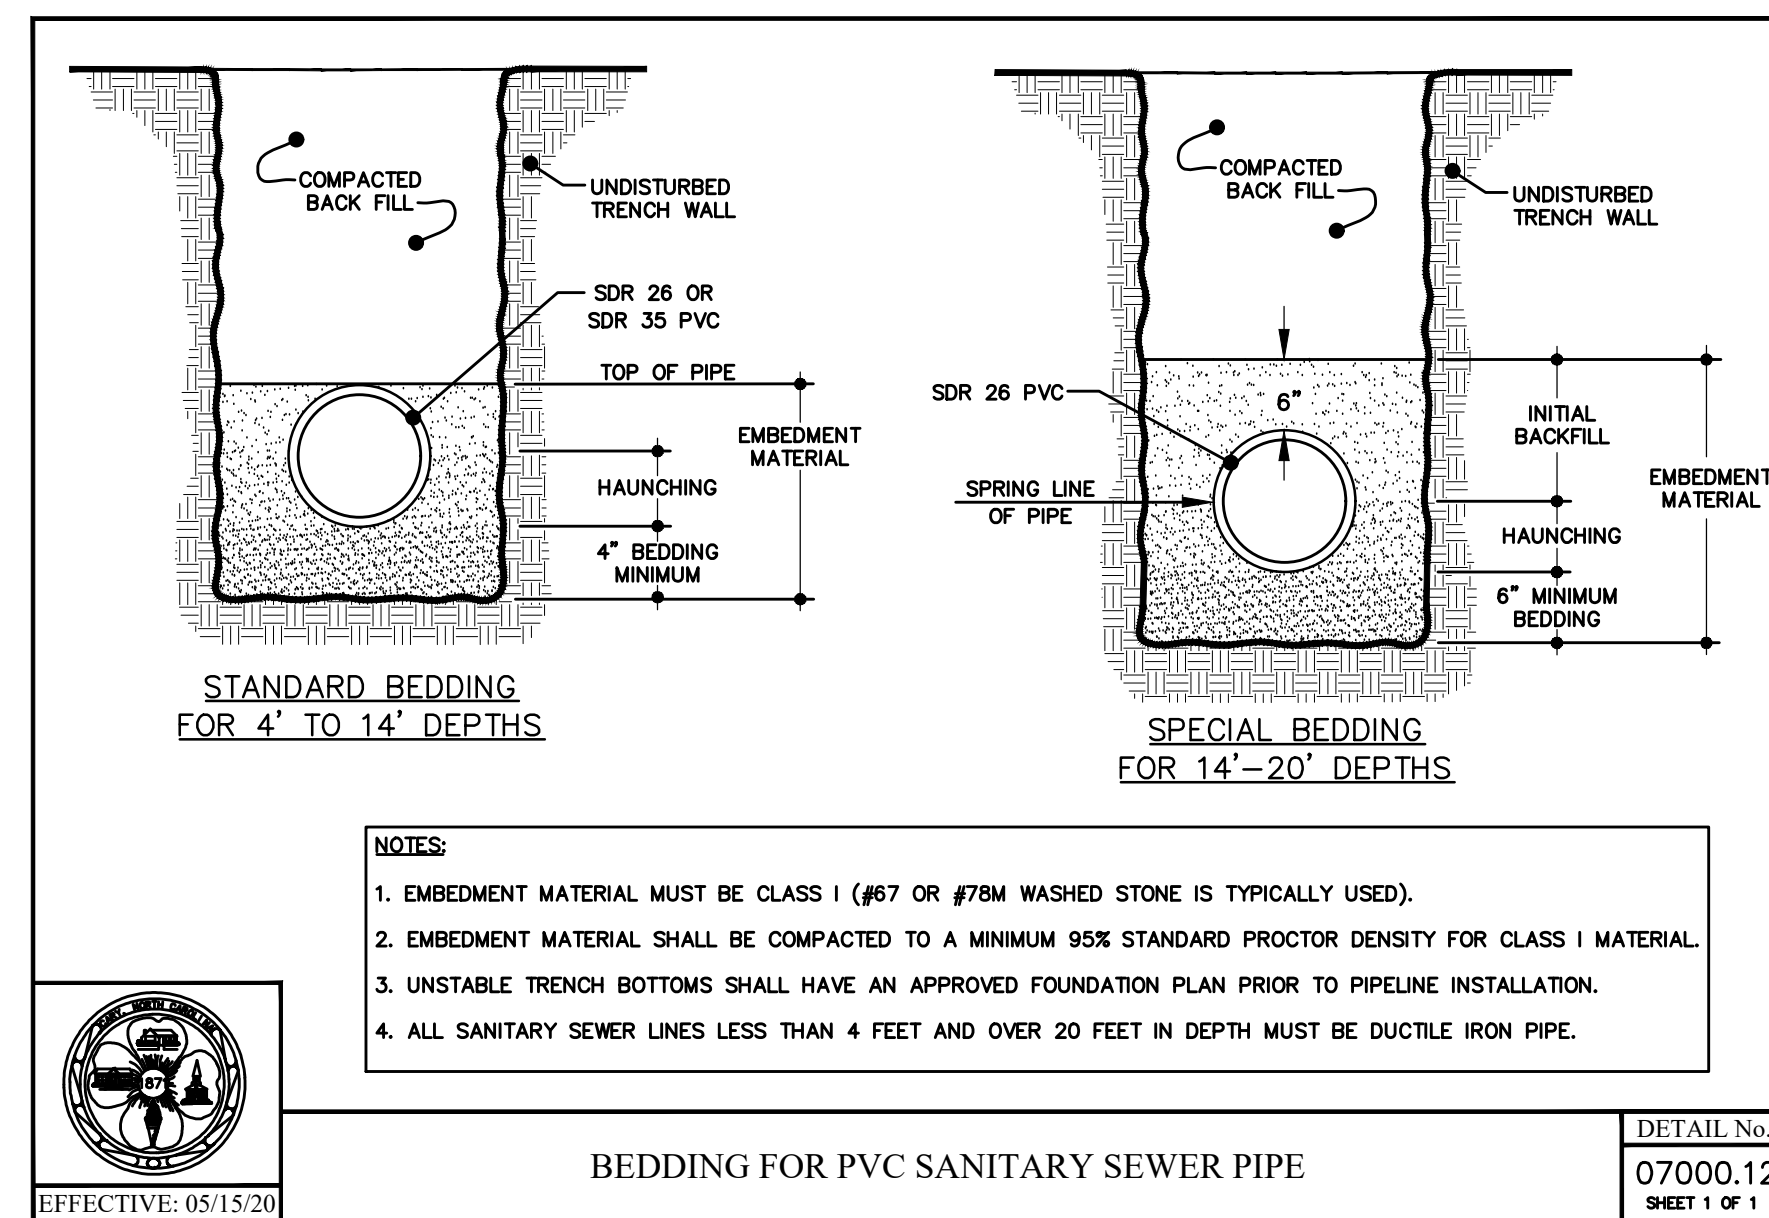 COMPACTED
BACK FILL
UNDISTURBED
TRENCH WALL
SDR 26 OR
SDR 35 PVC
TOP OF PIPE
EMBEDMENT
MATERIAL
HAUNCHING
4" BEDDING
MINIMUM
STANDARD BEDDING
FOR 4' TO 14' DEPTHS
COMPACTED
BACK FILL
UNDISTURBED
TRENCH WALL
SDR 26 PVC
6"
SPRING LINE
OF PIPE
INITIAL
BACKFILL
EMBEDMENT
MATERIAL
HAUNCHING
6" MINIMUM
BEDDING
SPECIAL BEDDING
FOR 14'-20' DEPTHS
NOTES:
1. EMBEDMENT MATERIAL MUST BE CLASS I (#67 OR #78M WASHED STONE IS TYPICALLY USED).
2. EMBEDMENT MATERIAL SHALL BE COMPACTED TO A MINIMUM 95% STANDARD PROCTOR DENSITY FOR CLASS I MATERIAL.
3. UNSTABLE TRENCH BOTTOMS SHALL HAVE AN APPROVED FOUNDATION PLAN PRIOR TO PIPELINE INSTALLATION.
4. ALL SANITARY SEWER LINES LESS THAN 4 FEET AND OVER 20 FEET IN DEPTH MUST BE DUCTILE IRON PIPE.
CARY, NORTH CAROLINA
EFFECTIVE: 05/15/20
BEDDING FOR PVC SANITARY SEWER PIPE
DETAIL No.
07000.12
SHEET 1 OF 1